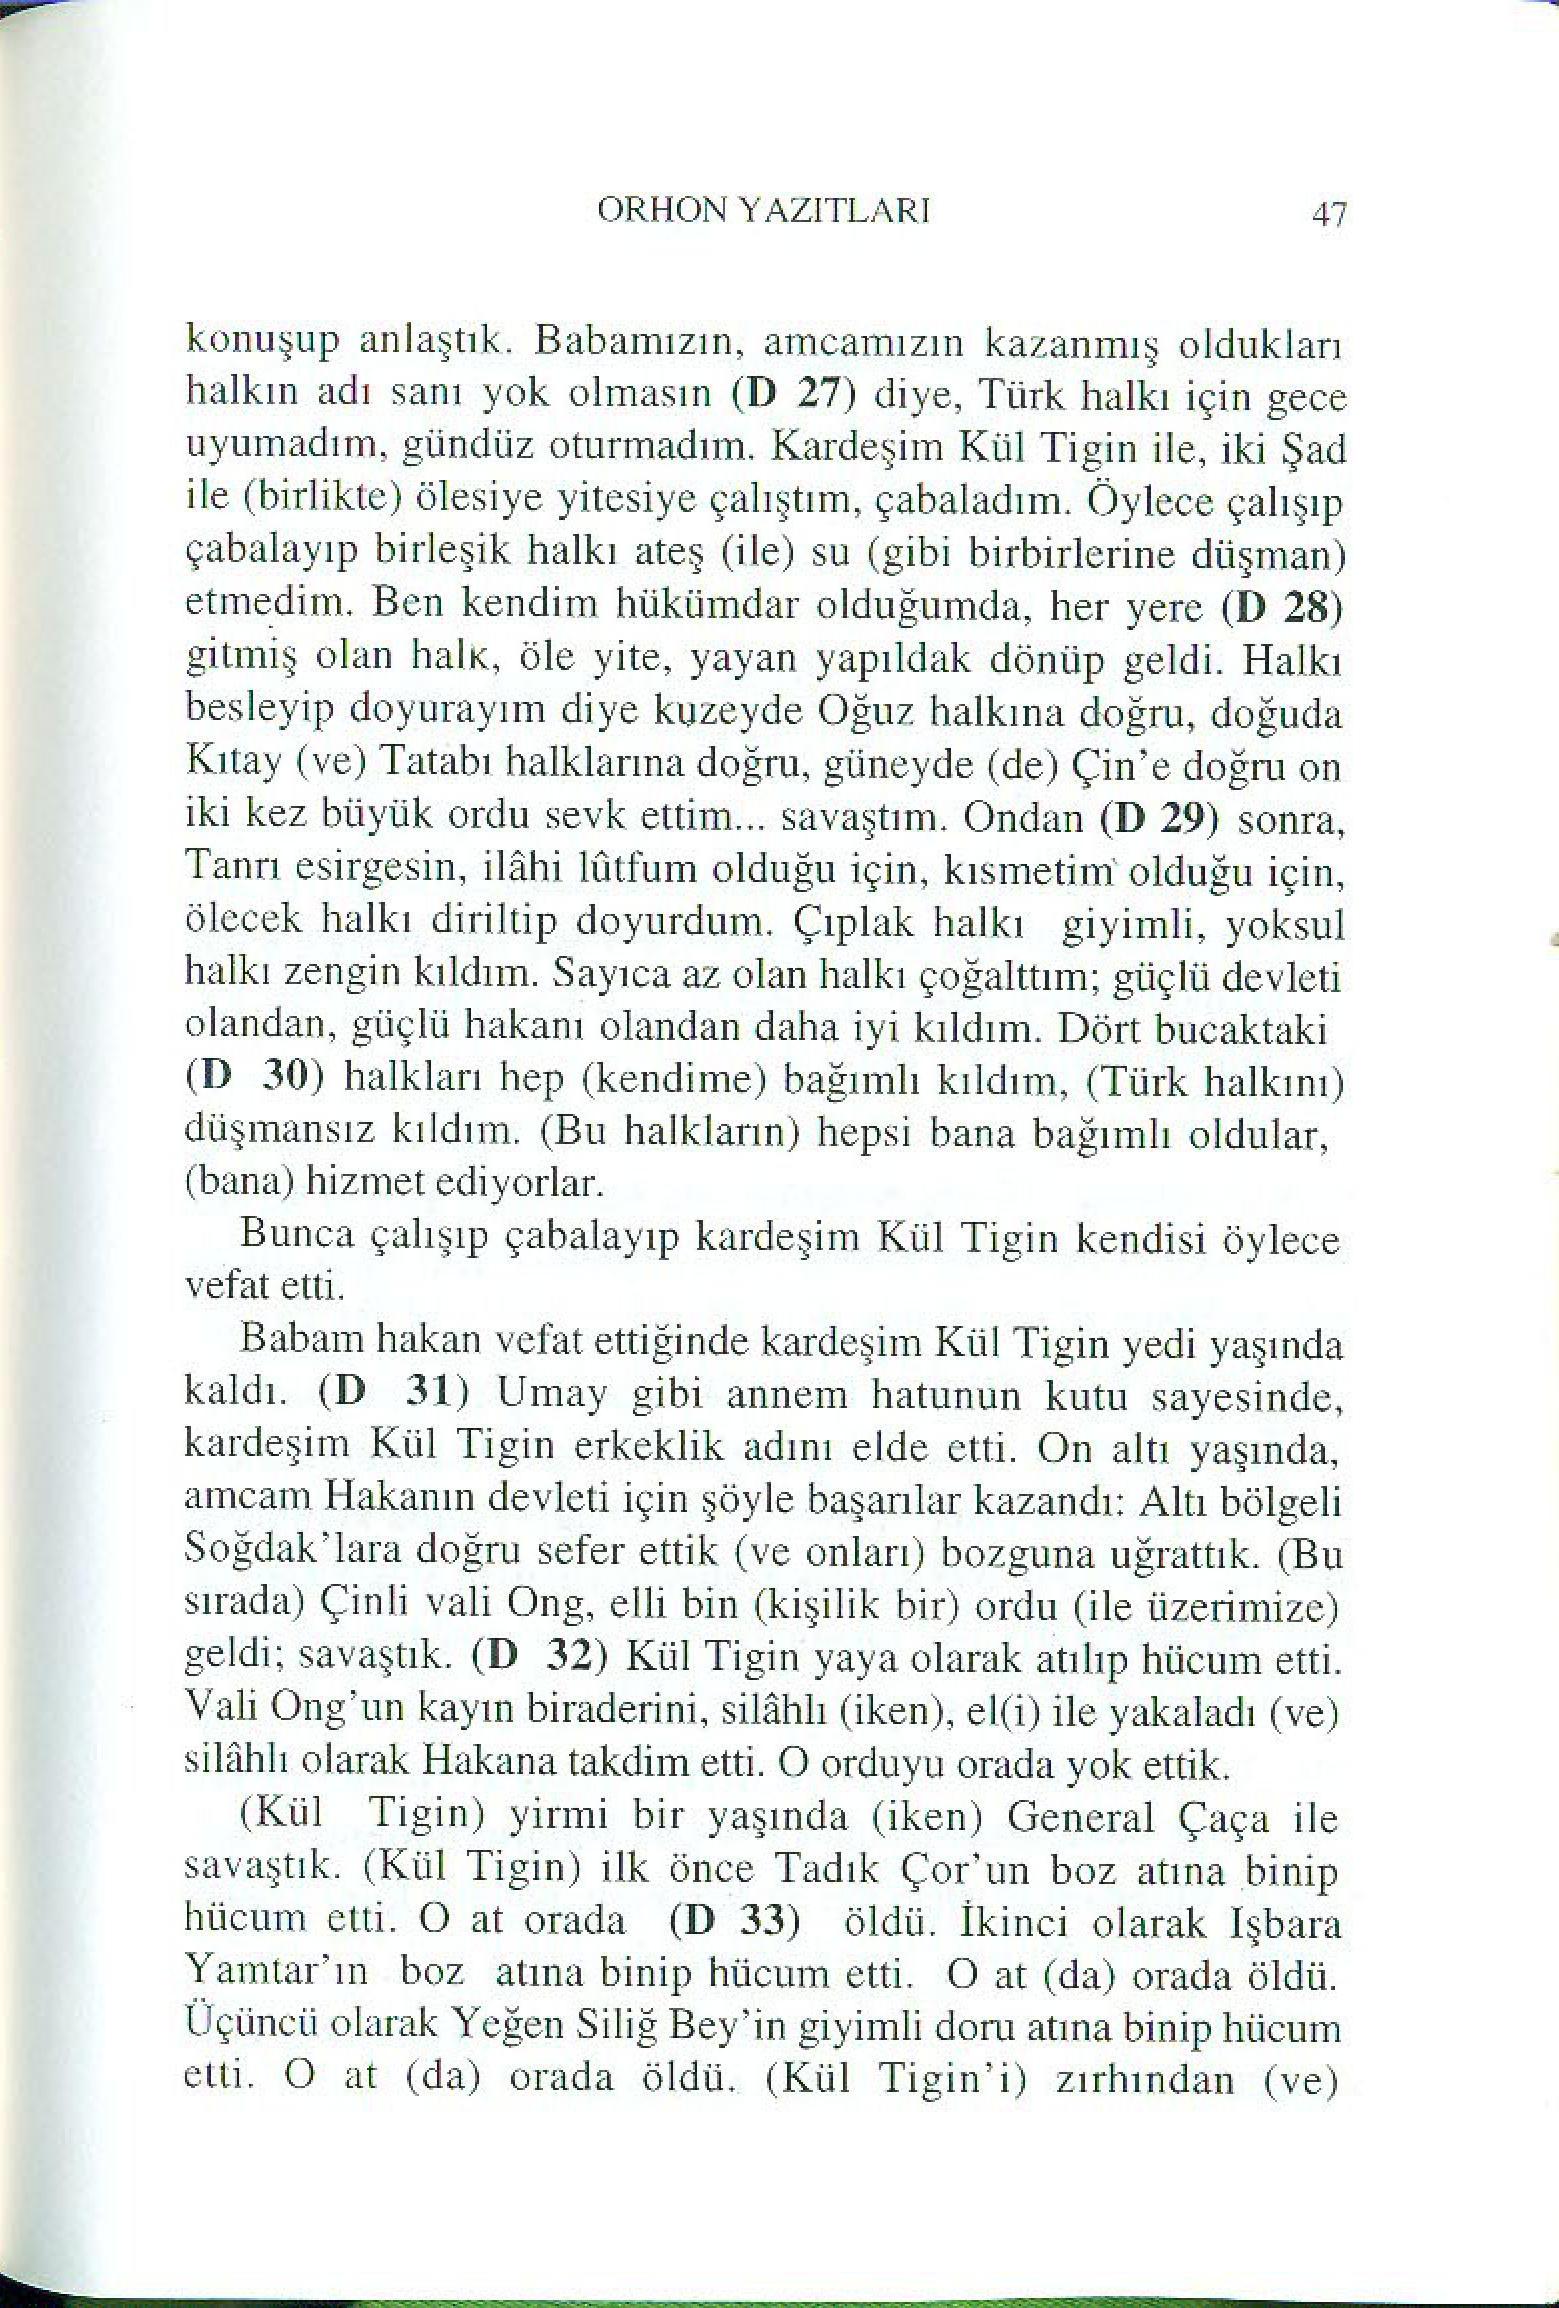 ORHON YAZITLARI 47
konuşup anlaştık. Babamızın, amcamızın kazanmış oldukları
halkın adı sanı yok olmasın (D 27) diye, Türk halkı için gece
uyumadım, gündüz oturmadım. Kardeşim Kül Tigin ile, iki Şad
ile (birlikte) ölesiye yitesiye çalıştım, çabaladım. Öylece çalışıp
çabalayıp birleşik halkı ateş (ile) su (gibi birbirlerine düşman)
etmedim. Ben kendim hükümdar olduğumda, her yere (D 28)
gitmiş olan halk, öle yite, yayan yapıldak dönüp geldi. Halkı
besleyip doyurayım diye kuzeyde Oğuz halkına doğru, doğuda
Kıtay (ve) Tatabı halklarına doğru, güneyde (de) Çin'e doğru on
iki kez büyük ordu sevk ettim... savaştım. Ondan (D 29) sonra,
Tanrı esirgesin, ilâhi lûtfum olduğu için, kısmetim olduğu için,
ölecek halkı diriltip doyurdum. Çıplak halkı giyimli, yoksul
halkı zengin kıldım. Sayıca az olan halkı çoğalttım; güçlü devleti
olandan, güçlü hakanı olandan daha iyi kıldım. Dört bucaktaki
(D 30) halkları hep (kendime) bağımlı kıldım, (Türk halkını)
düşmansız kıldım. (Bu halkların) hepsi bana bağımlı oldular,
(bana) hizmet ediyorlar.
Bunca çalışıp çabalayıp kardeşim Kül Tigin kendisi öylece
vefat etti.
Babam hakan vefat ettiğinde kardeşim Kül Tigin yedi yaşında
kaldı. (D 31) Umay gibi annem hatunun kutu sayesinde,
kardeşim Kül Tigin erkeklik adını elde etti. On altı yaşında,
amcam Hakanın devleti için şöyle başarılar kazandı: Altı bölgeli
Soğdak'lara doğru sefer ettik (ve onları) bozguna uğrattık. (Bu
sırada) Çinli vali Ong, elli bin (kişilik bir) ordu (ile üzerimize)
geldi; savaştık. (D 32) Kül Tigin yaya olarak atılıp hücum etti.
Vali Ong'un kayın biraderini, silâhlı (iken), el(i) ile yakaladı (ve)
silâhlı olarak Hakana takdim etti. O orduyu orada yok ettik.
(Kül Tigin) yirmi bir yaşında (iken) General Çaça ile
savaştık. (Kül Tigin) ilk önce Tadık Çor'un boz atına binip
hücum etti. O at orada (D 33) öldü. İkinci olarak Işbara
Yamtar'ın boz atına binip hücum etti. O at (da) orada öldü.
Üçüncü olarak Yeğen Siliğ Bey'in giyimli doru atına binip hücum
etti. O at (da) orada öldü. (Kül Tigin'i) zırhından (ve)